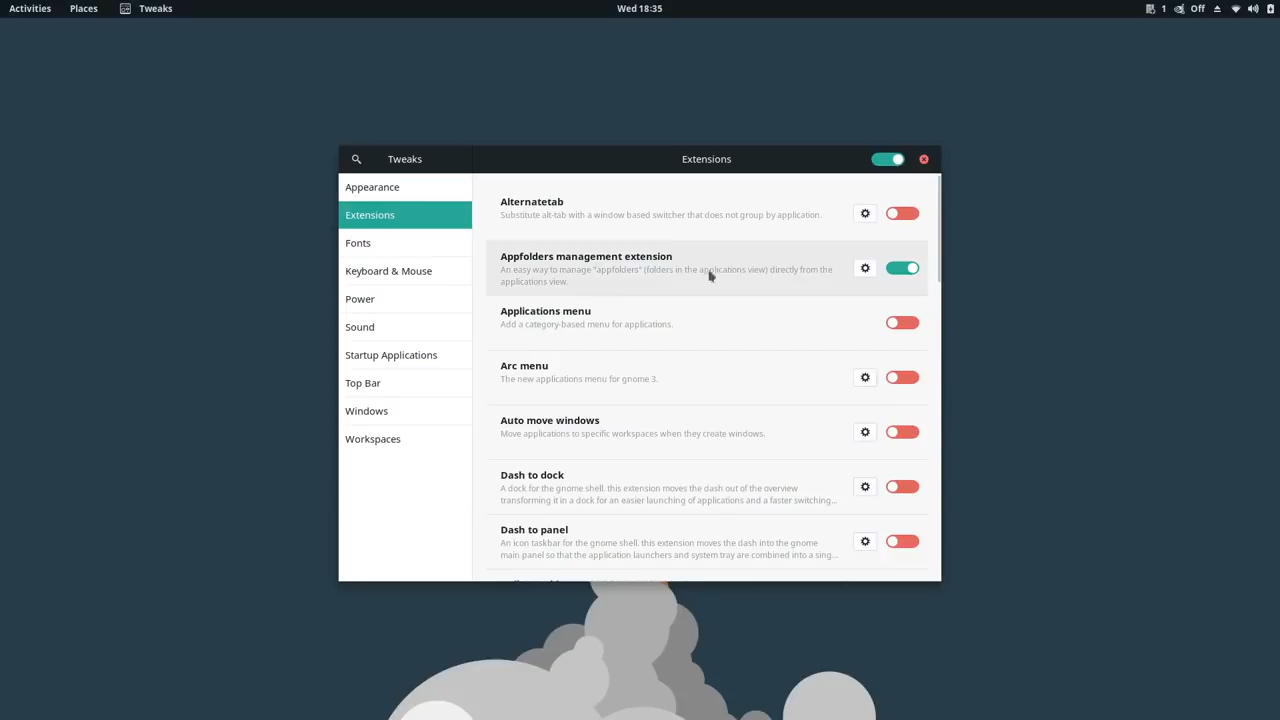 Activities
Places
Tweaks
Wed 18:35
1
Off
Tweaks
Extensions
Appearance
Extensions
Fonts
Keyboard & Mouse
Power
Sound
Startup Applications
Top Bar
Windows
Workspaces
Alternatetab
Substitute alt-tab with a window based switcher that does not group by application.
Appfolders management extension
An easy way to manage "appfolders" (folders in the applications view) directly from the
applications view.
Applications menu
Add a category-based menu for applications.
Arc menu
The new applications menu for gnome 3.
Auto move windows
Move applications to specific workspaces when they create windows.
Dash to dock
A dock for the gnome shell. this extension moves the dash out of the overview
transforming it in a dock for an easier launching of applications and a faster switching...
Dash to panel
An icon taskbar for the gnome shell. this extension moves the dash into the gnome
main panel so that the application launchers and system tray are combined into a sing...